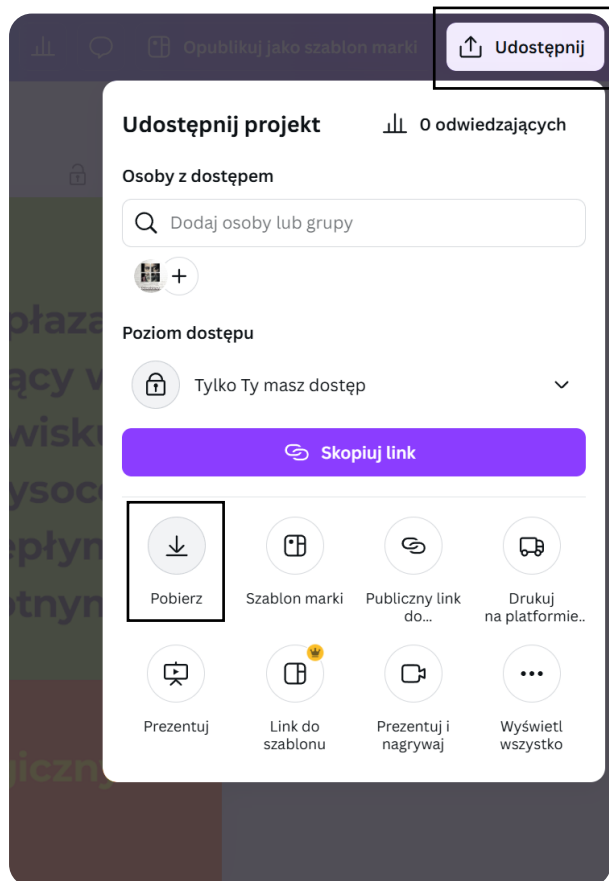 Opublikuj jako szablon marki
Udostępnij
Udostępnij projekt
0 odwiedzających
Osoby z dostępem
Dodaj osoby lub grupy
Poziom dostępu
Tylko Ty masz dostęp
Skopiuj link
Pobierz
Szablon marki
Publiczny link do...
Drukuj na platformie..
Prezentuj
Link do szablonu
Prezentuj i nagrywaj
Wyświetl wszystko